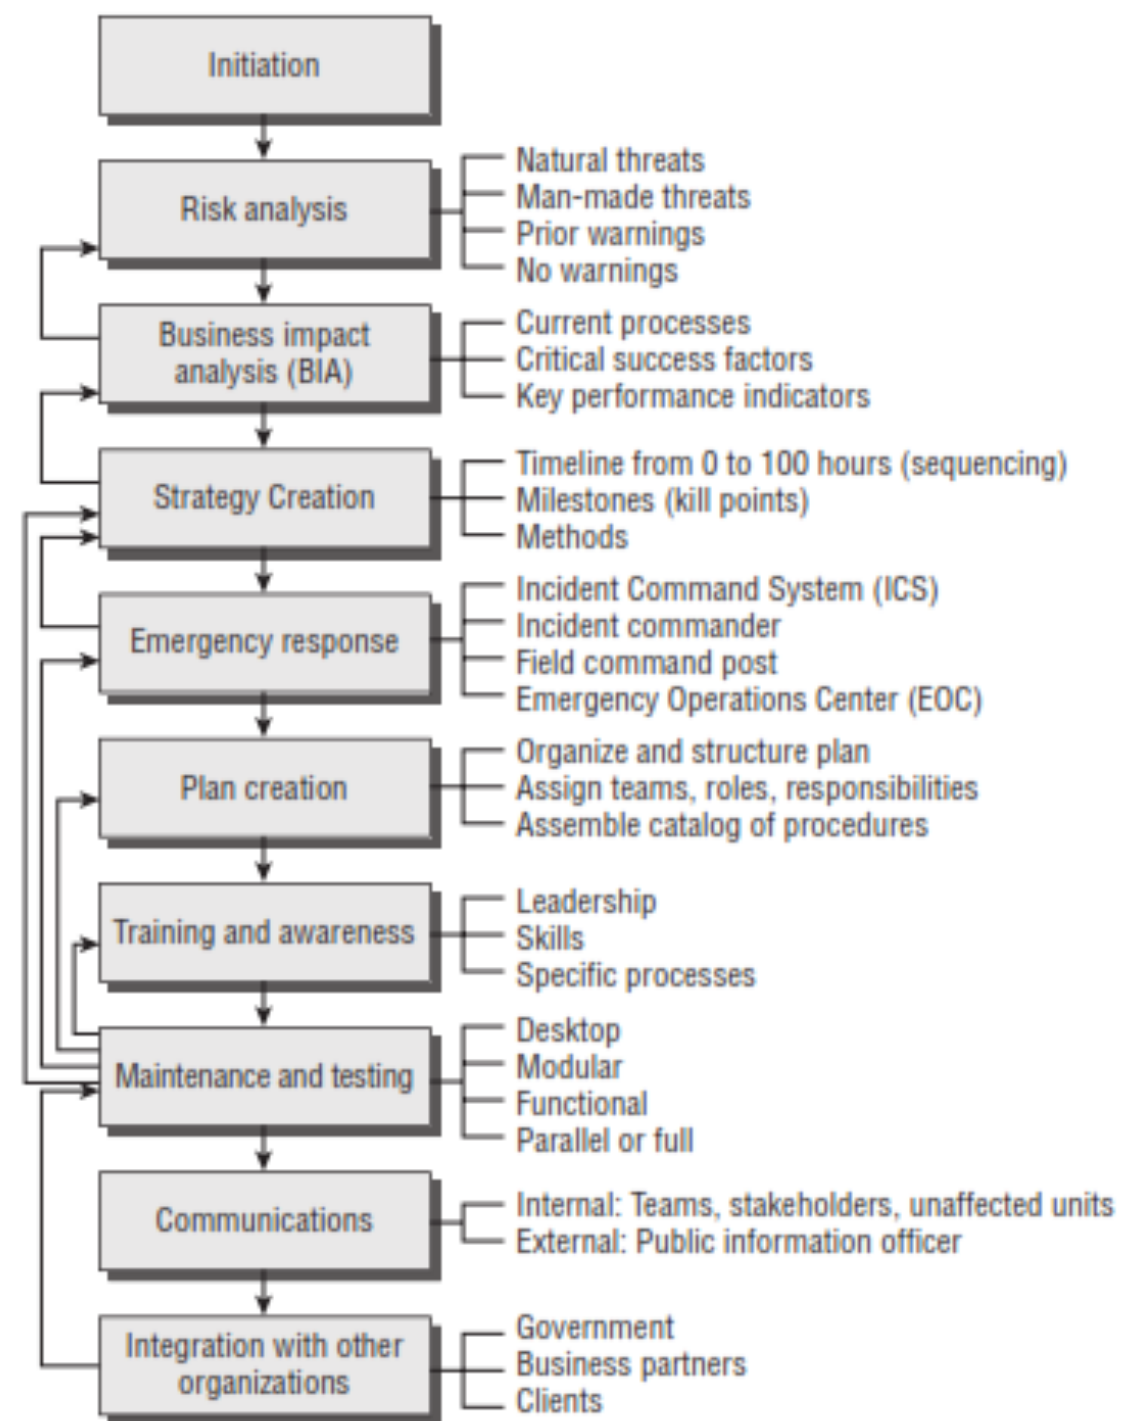 Initiation
Risk analysis
Natural threats
Man-made threats
Prior warnings
No warnings
Business impact
analysis (BIA)
Current processes
Critical success factors
Key performance indicators
Strategy Creation
Timeline from 0 to 100 hours (sequencing)
Milestones (kill points)
Methods
Emergency response
Incident Command System (ICS)
Incident commander
Field command post
Emergency Operations Center (EOC)
Plan creation
Organize and structure plan
Assign teams, roles, responsibilities
Assemble catalog of procedures
Training and awareness
Leadership
Skills
Specific processes
Maintenance and testing
Desktop
Modular
Functional
Parallel or full
Communications
Internal: Teams, stakeholders, unaffected units
External: Public information officer
Integration with other
organizations
Government
Business partners
Clients